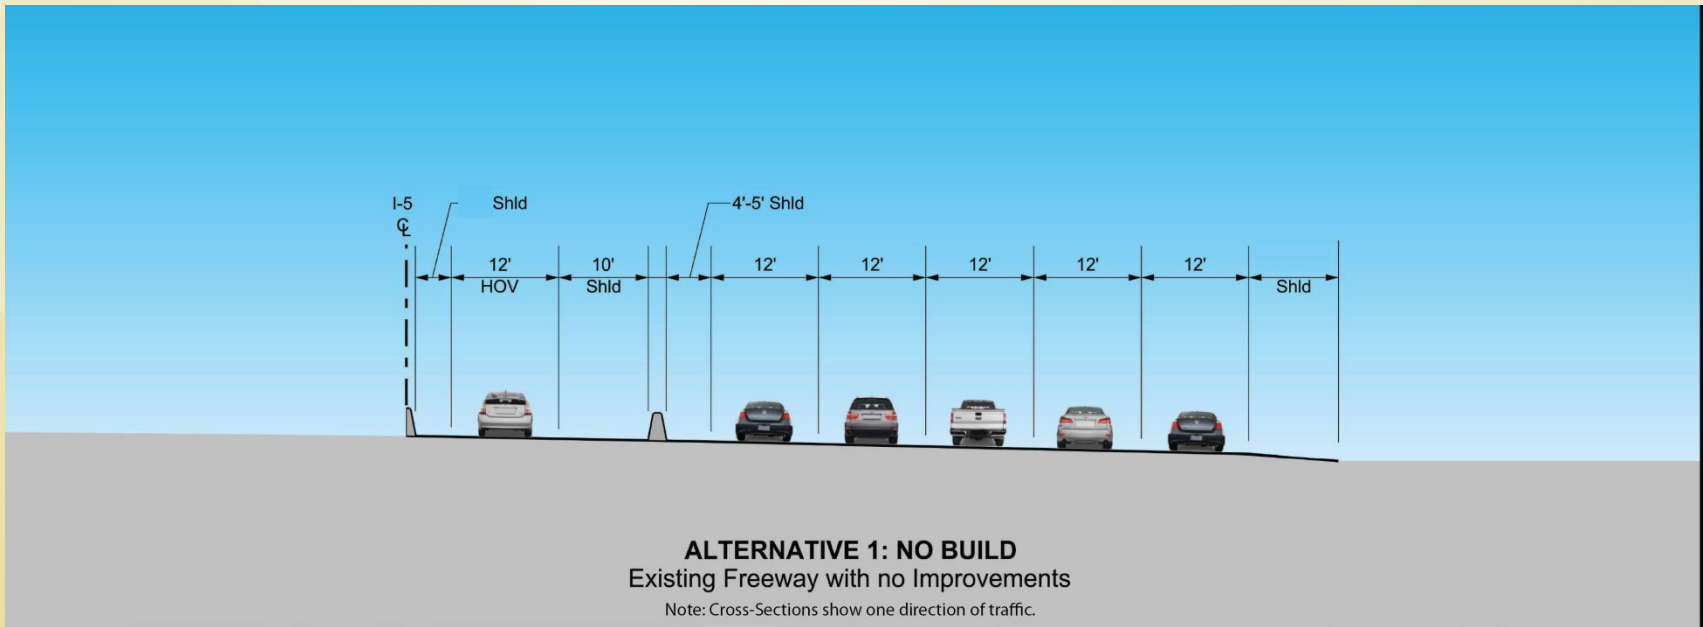 I-5
℄
Shld
4'-5' Shld
12'
HOV
10'
Shld
12'
12'
12'
12'
12'
Shld
ALTERNATIVE 1: NO BUILD
Existing Freeway with no Improvements
Note: Cross-Sections show one direction of traffic.